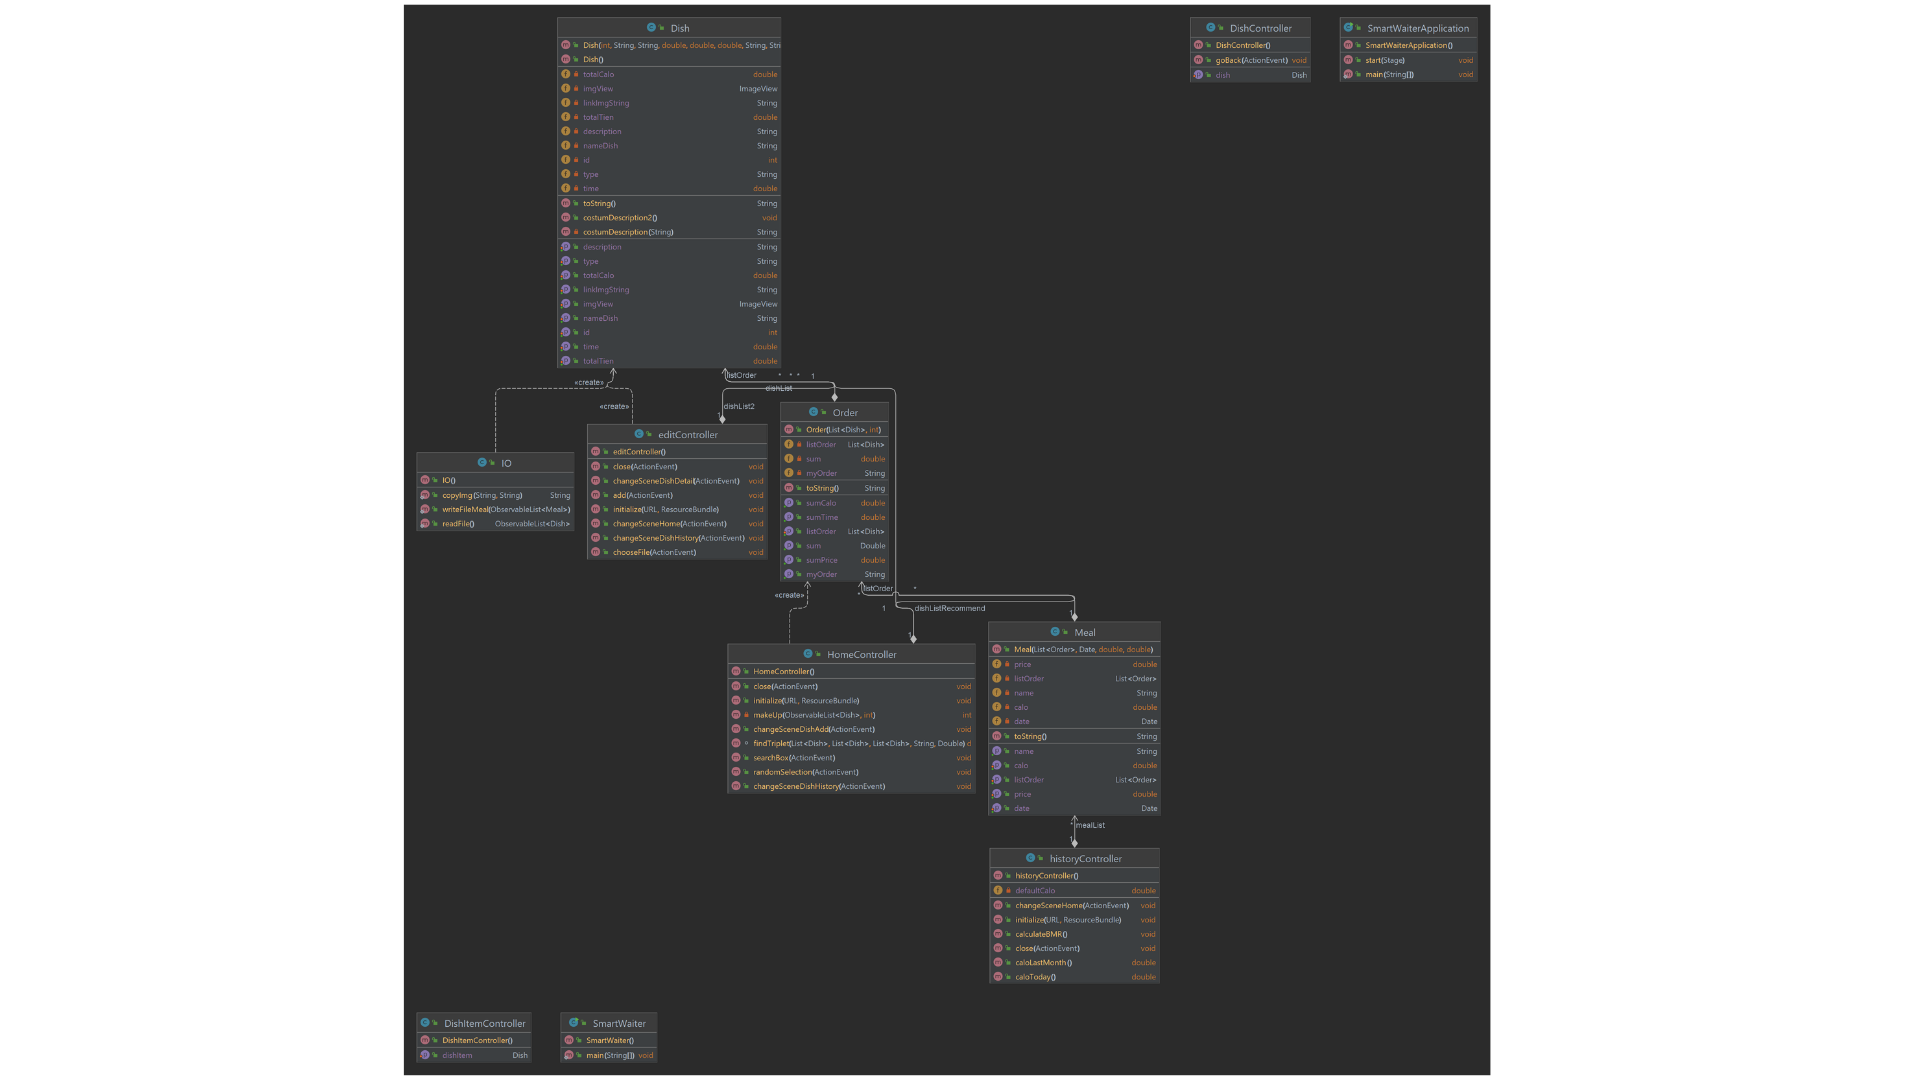 Dish
Dish(int, String, String, double, double, double, String, Stri
Dish()
totalCalo double
imgView ImageView
linkImgString String
totalTien double
description String
nameDish String
id int
type String
time double
toString() String
costumDescription2() void
costumDescription(String) String
description String
type String
totalCalo double
linkImgString String
imgView ImageView
nameDish String
id int
time double
totalTien double
DishController
DishController()
goBack(ActionEvent) void
dish Dish
SmartWaiterApplication
SmartWaiterApplication()
start(Stage) void
main(String[]) void
«create»
«create»
listOrder * * * 1
dishList
dishList2
1
IO
IO()
copyImg(String, String) String
writeFileMeal(ObservableList<Meal>)
readFile() ObservableList<Dish>
editController
editController()
close(ActionEvent) void
changeSceneDishDetail(ActionEvent) void
add(ActionEvent) void
initialize(URL, ResourceBundle) void
changeSceneHome(ActionEvent) void
changeSceneDishHistory(ActionEvent) void
chooseFile(ActionEvent) void
Order
Order(List<Dish>, int)
listOrder List<Dish>
sum double
myOrder String
toString() String
sumCalo double
sumTime double
listOrder List<Dish>
sum Double
sumPrice double
myOrder String
«create»
listOrder *
*
1 dishListRecommend
1
1
HomeController
HomeController()
close(ActionEvent) void
initialize(URL, ResourceBundle) void
makeUp(ObservableList<Dish>, int) int
changeSceneDishAdd(ActionEvent) void
findTriplet(List<Dish>, List<Dish>, List<Dish>, String, Double) d
searchBox(ActionEvent) void
randomSelection(ActionEvent) void
changeSceneDishHistory(ActionEvent) void
Meal
Meal(List<Order>, Date, double, double)
price double
listOrder List<Order>
name String
calo double
date Date
toString() String
name String
calo double
listOrder List<Order>
price double
date Date
* mealList
1
historyController
historyController()
defaultCalo double
changeSceneHome(ActionEvent) void
initialize(URL, ResourceBundle) void
calculateBMR() void
close(ActionEvent) void
caloLastMonth() double
caloToday() double
DishItemController
DishItemController()
dishItem Dish
SmartWaiter
SmartWaiter()
main(String[]) void